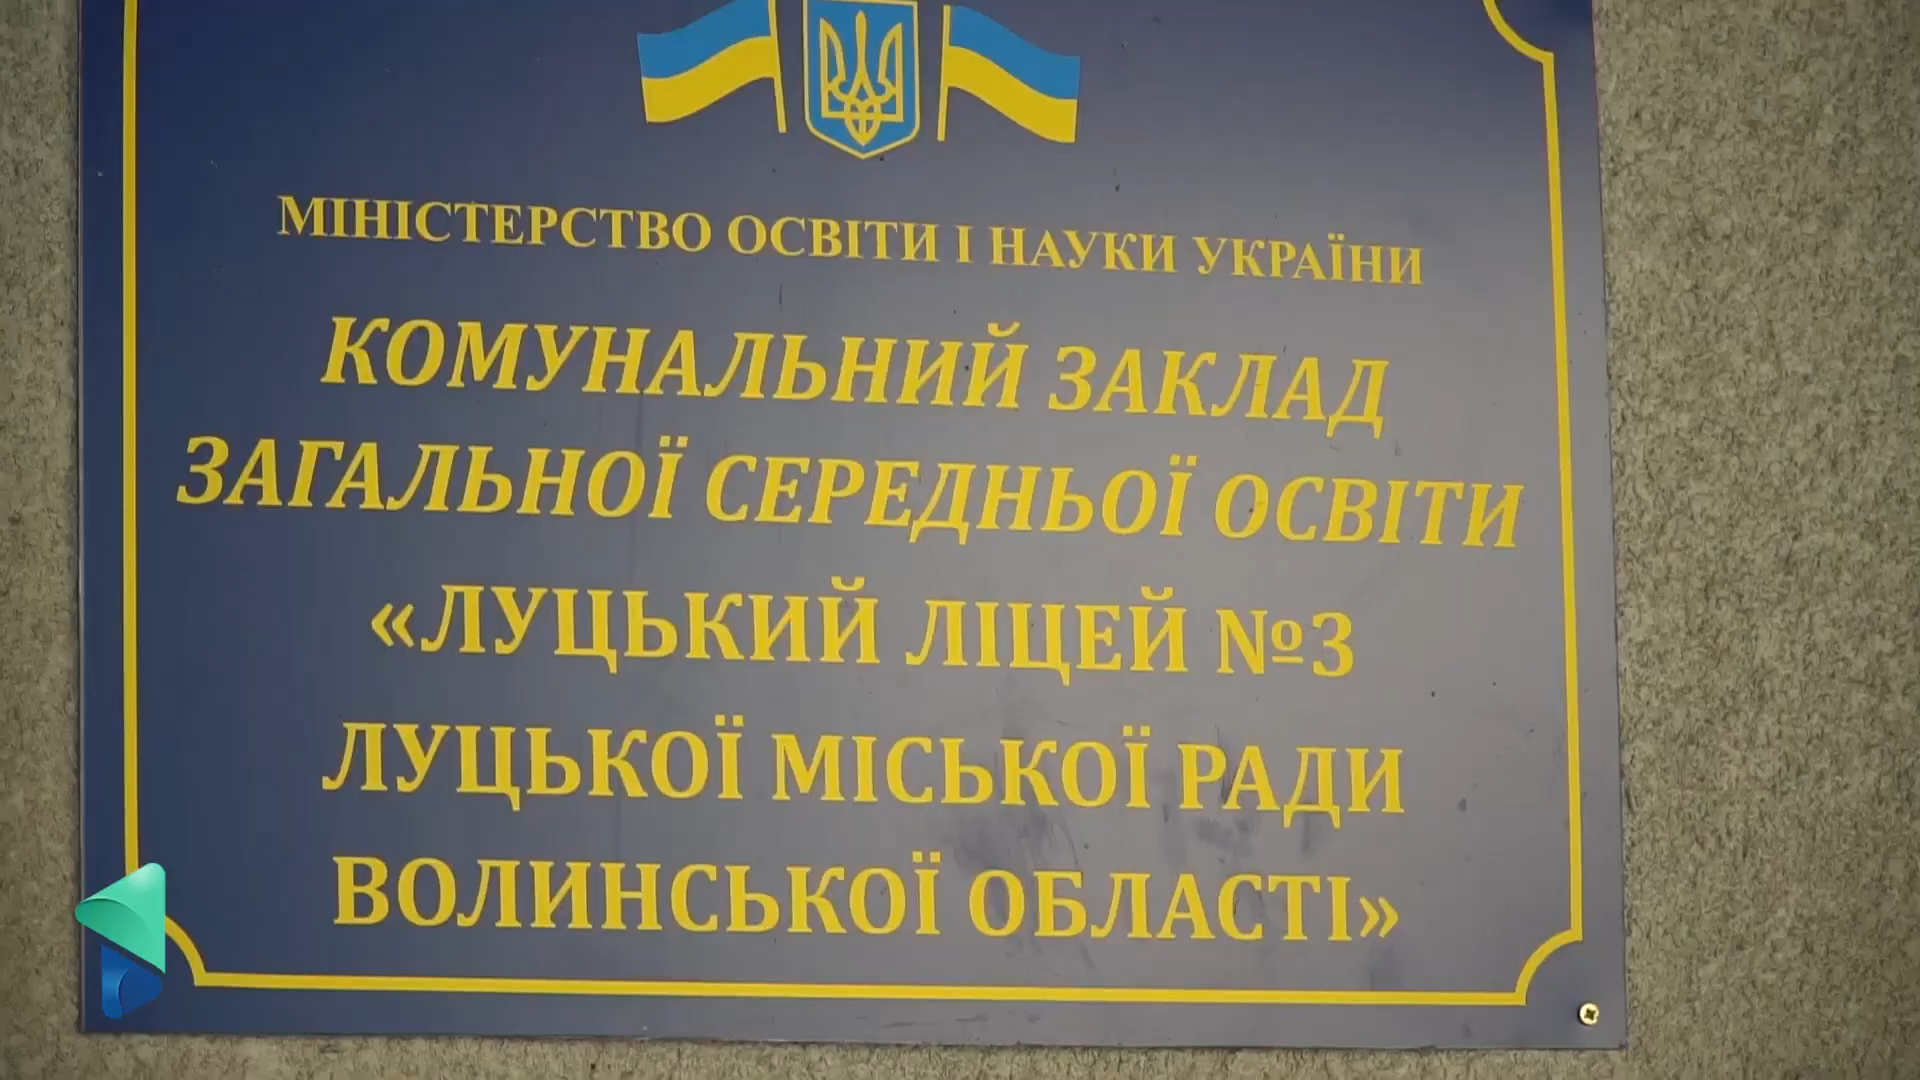 МІНІСТЕРСТВО ОСВІТИ І НАУКИ УКРАЇНИ
КОМУНАЛЬНИЙ ЗАКЛАД
ЗАГАЛЬНОЇ СЕРЕДНЬОЇ ОСВІТИ
«ЛУЦЬКИЙ ЛІЦЕЙ №3
ЛУЦЬКОЇ МІСЬКОЇ РАДИ
ВОЛИНСЬКОЇ ОБЛАСТІ»